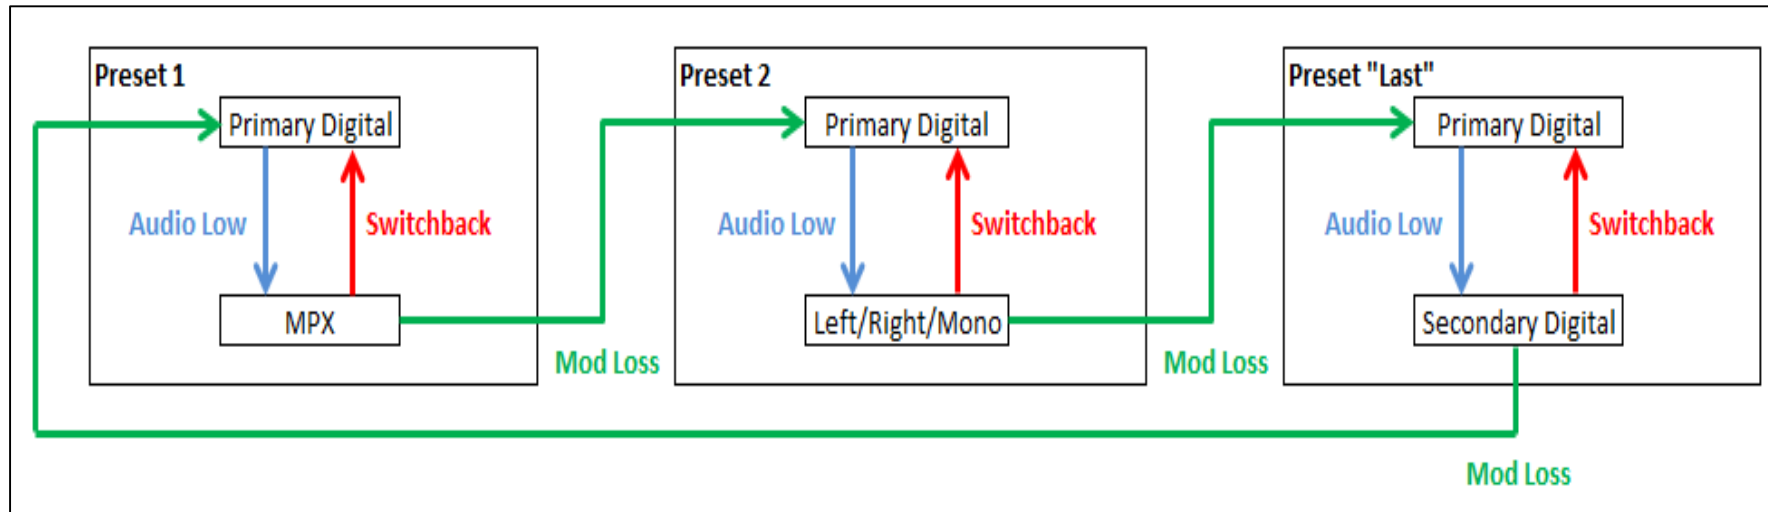 Preset 1
Primary Digital
Audio Low
Switchback
MPX
Mod Loss
Preset 2
Primary Digital
Audio Low
Switchback
Left/Right/Mono
Mod Loss
Preset "Last"
Primary Digital
Audio Low
Switchback
Secondary Digital
Mod Loss